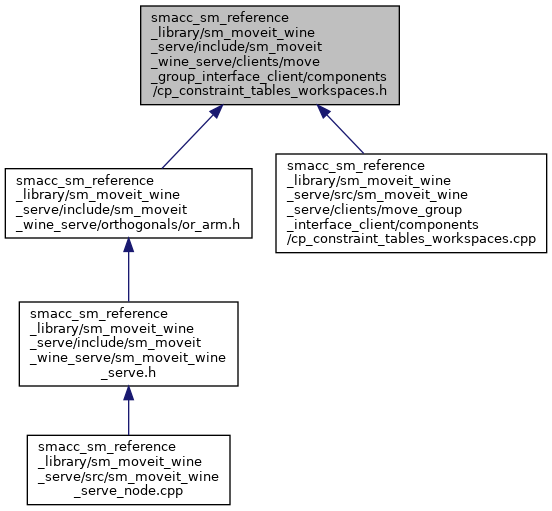 smacc_sm_reference
_library/sm_moveit_wine
_serve/include/sm_moveit
_wine_serve/clients/move
_group_interface_client/components
/cp_constraint_tables_workspaces.h
smacc_sm_reference
_library/sm_moveit_wine
_serve/include/sm_moveit
_wine_serve/orthogonals/or_arm.h
smacc_sm_reference
_library/sm_moveit_wine
_serve/src/sm_moveit_wine
_serve/clients/move_group
_interface_client/components
/cp_constraint_tables_workspaces.cpp
smacc_sm_reference
_library/sm_moveit_wine
_serve/include/sm_moveit
_wine_serve/sm_moveit_wine
_serve.h
smacc_sm_reference
_library/sm_moveit_wine
_serve/src/sm_moveit_wine
_serve_node.cpp